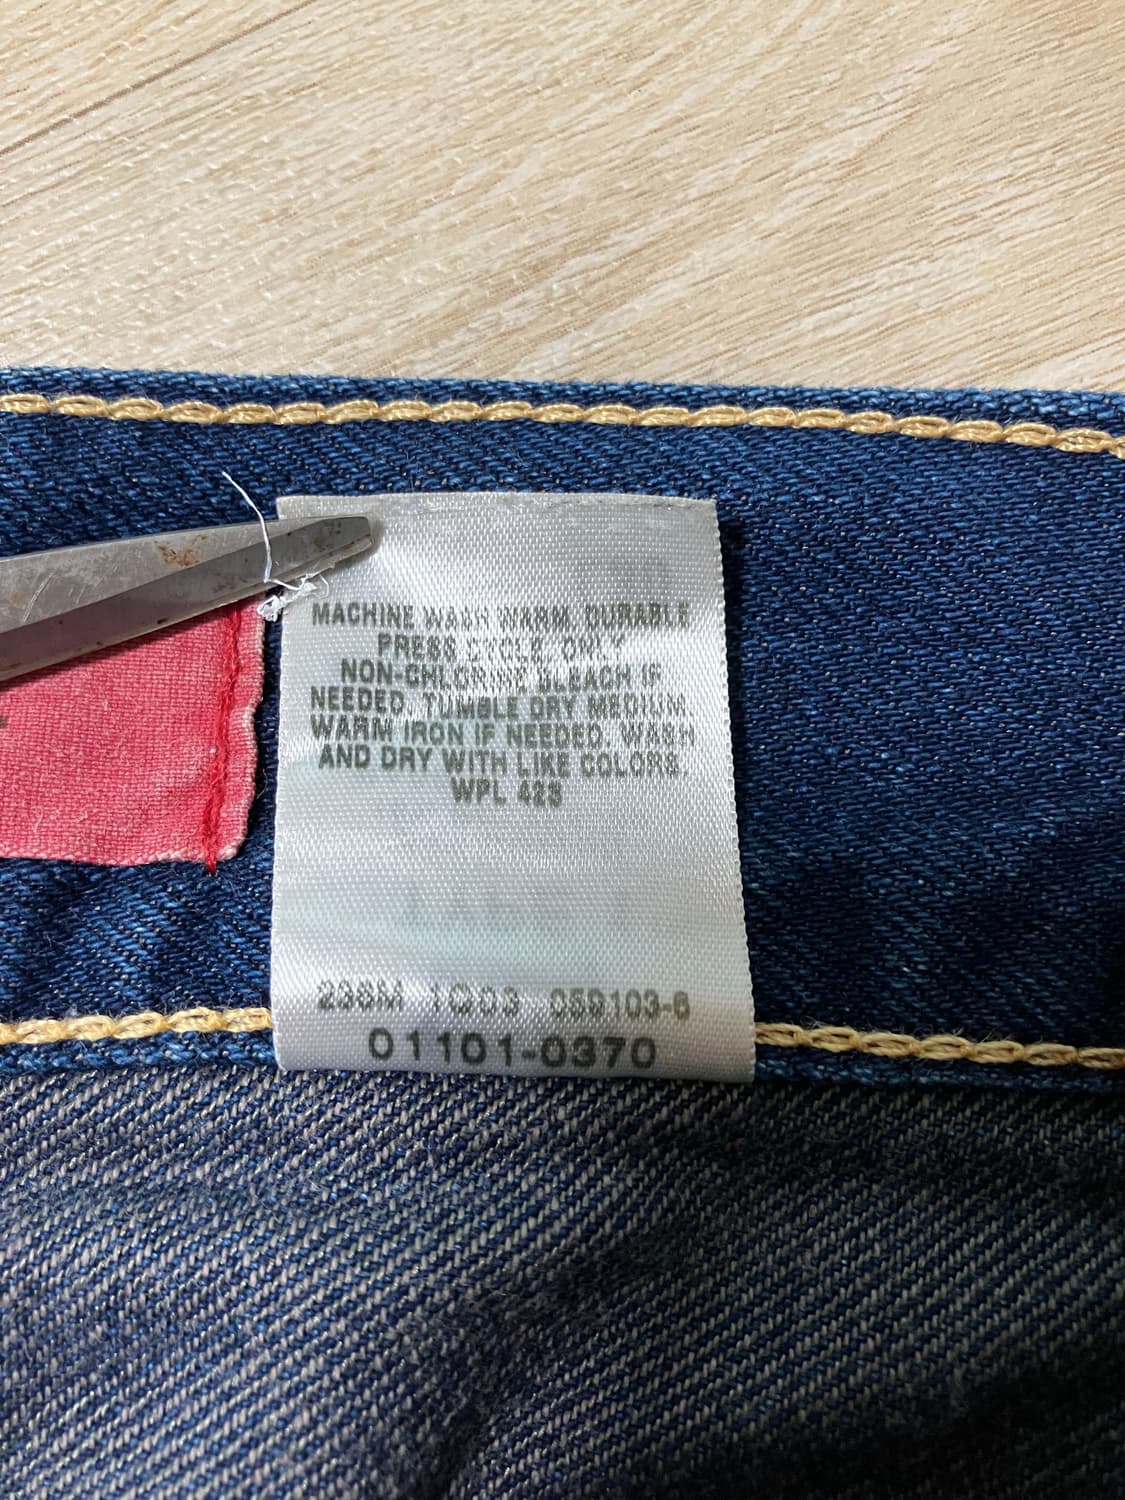 MACHINE WASH WARM, DURABLE
PRESS CYCLE, ONLY
NON-CHLORINE BLEACH IF
NEEDED. TUMBLE DRY MEDIUM,
WARM IRON IF NEEDED. WASH
AND DRY WITH LIKE COLORS.
WPL 423
01101-0370